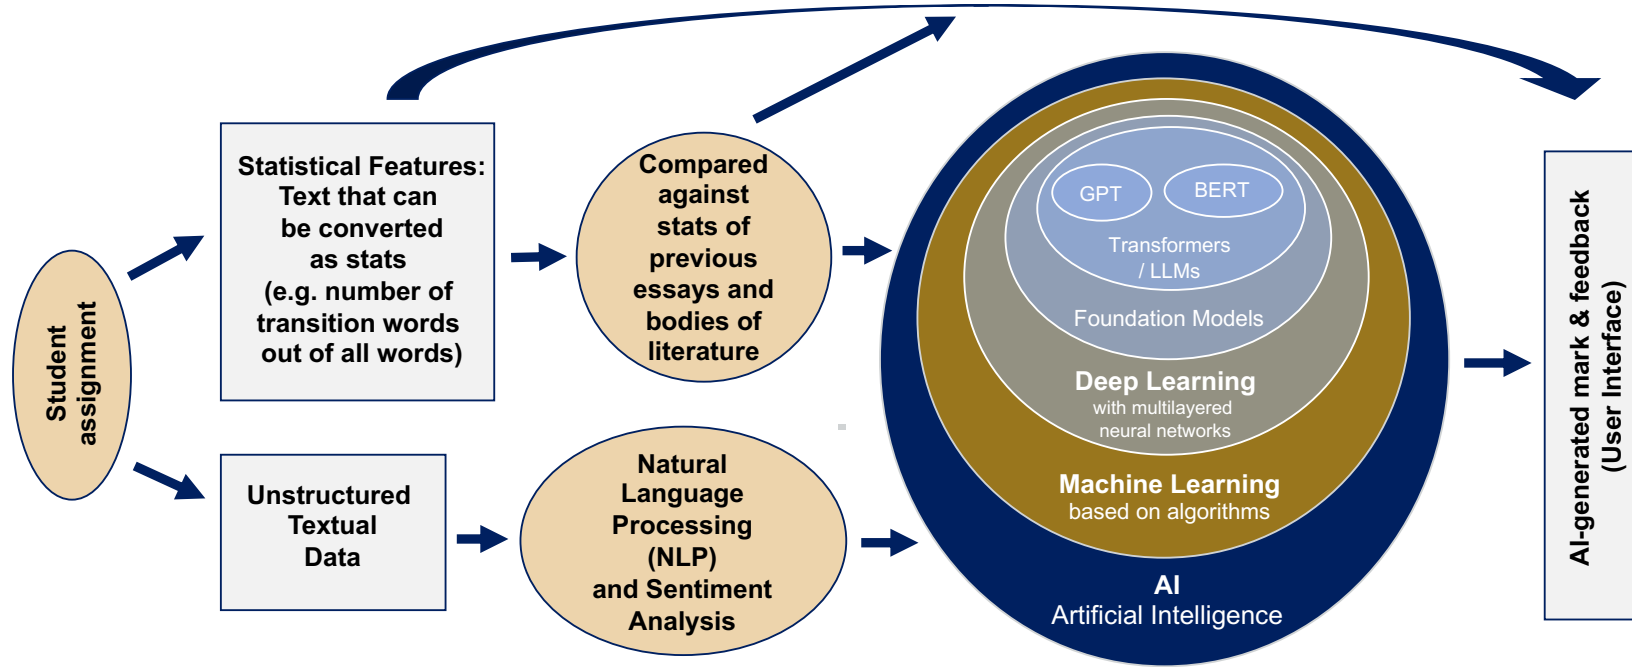 Student
assignment
Statistical Features:
Text that can
be converted
as stats
(e.g. number of
transition words
out of all words)
Unstructured
Textual
Data
Compared
against
stats of
previous
essays and
bodies of
literature
Natural
Language
Processing
(NLP)
and Sentiment
Analysis
GPT
BERT
Transformers
/ LLMs
Foundation Models
Deep Learning
with multilayered
neural networks
Machine Learning
based on algorithms
AI
Artificial Intelligence
AI-generated mark & feedback
(User Interface)